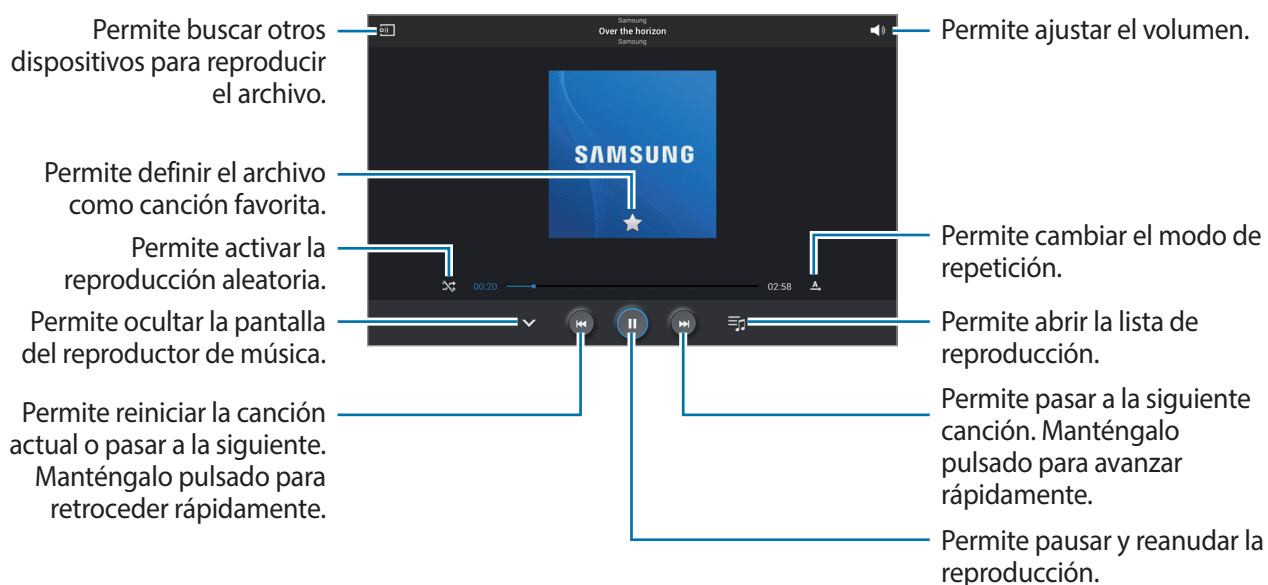 Permite buscar otros
dispositivos para reproducir
el archivo.
Permite definir el archivo
como canción favorita.
Permite activar la
reproducción aleatoria.
Permite ocultar la pantalla
del reproductor de música.
Permite reiniciar la canción
actual o pasar a la siguiente.
Manténgalo pulsado para
retroceder rápidamente.
Samsung
Over the horizon
Samsung
SAMSUNG
00:20
02:58
A
Permite ajustar el volumen.
Permite cambiar el modo de
repetición.
Permite abrir la lista de
reproducción.
Permite pasar a la siguiente
canción. Manténgalo
pulsado para avanzar
rápidamente.
Permite pausar y reanudar la
reproducción.